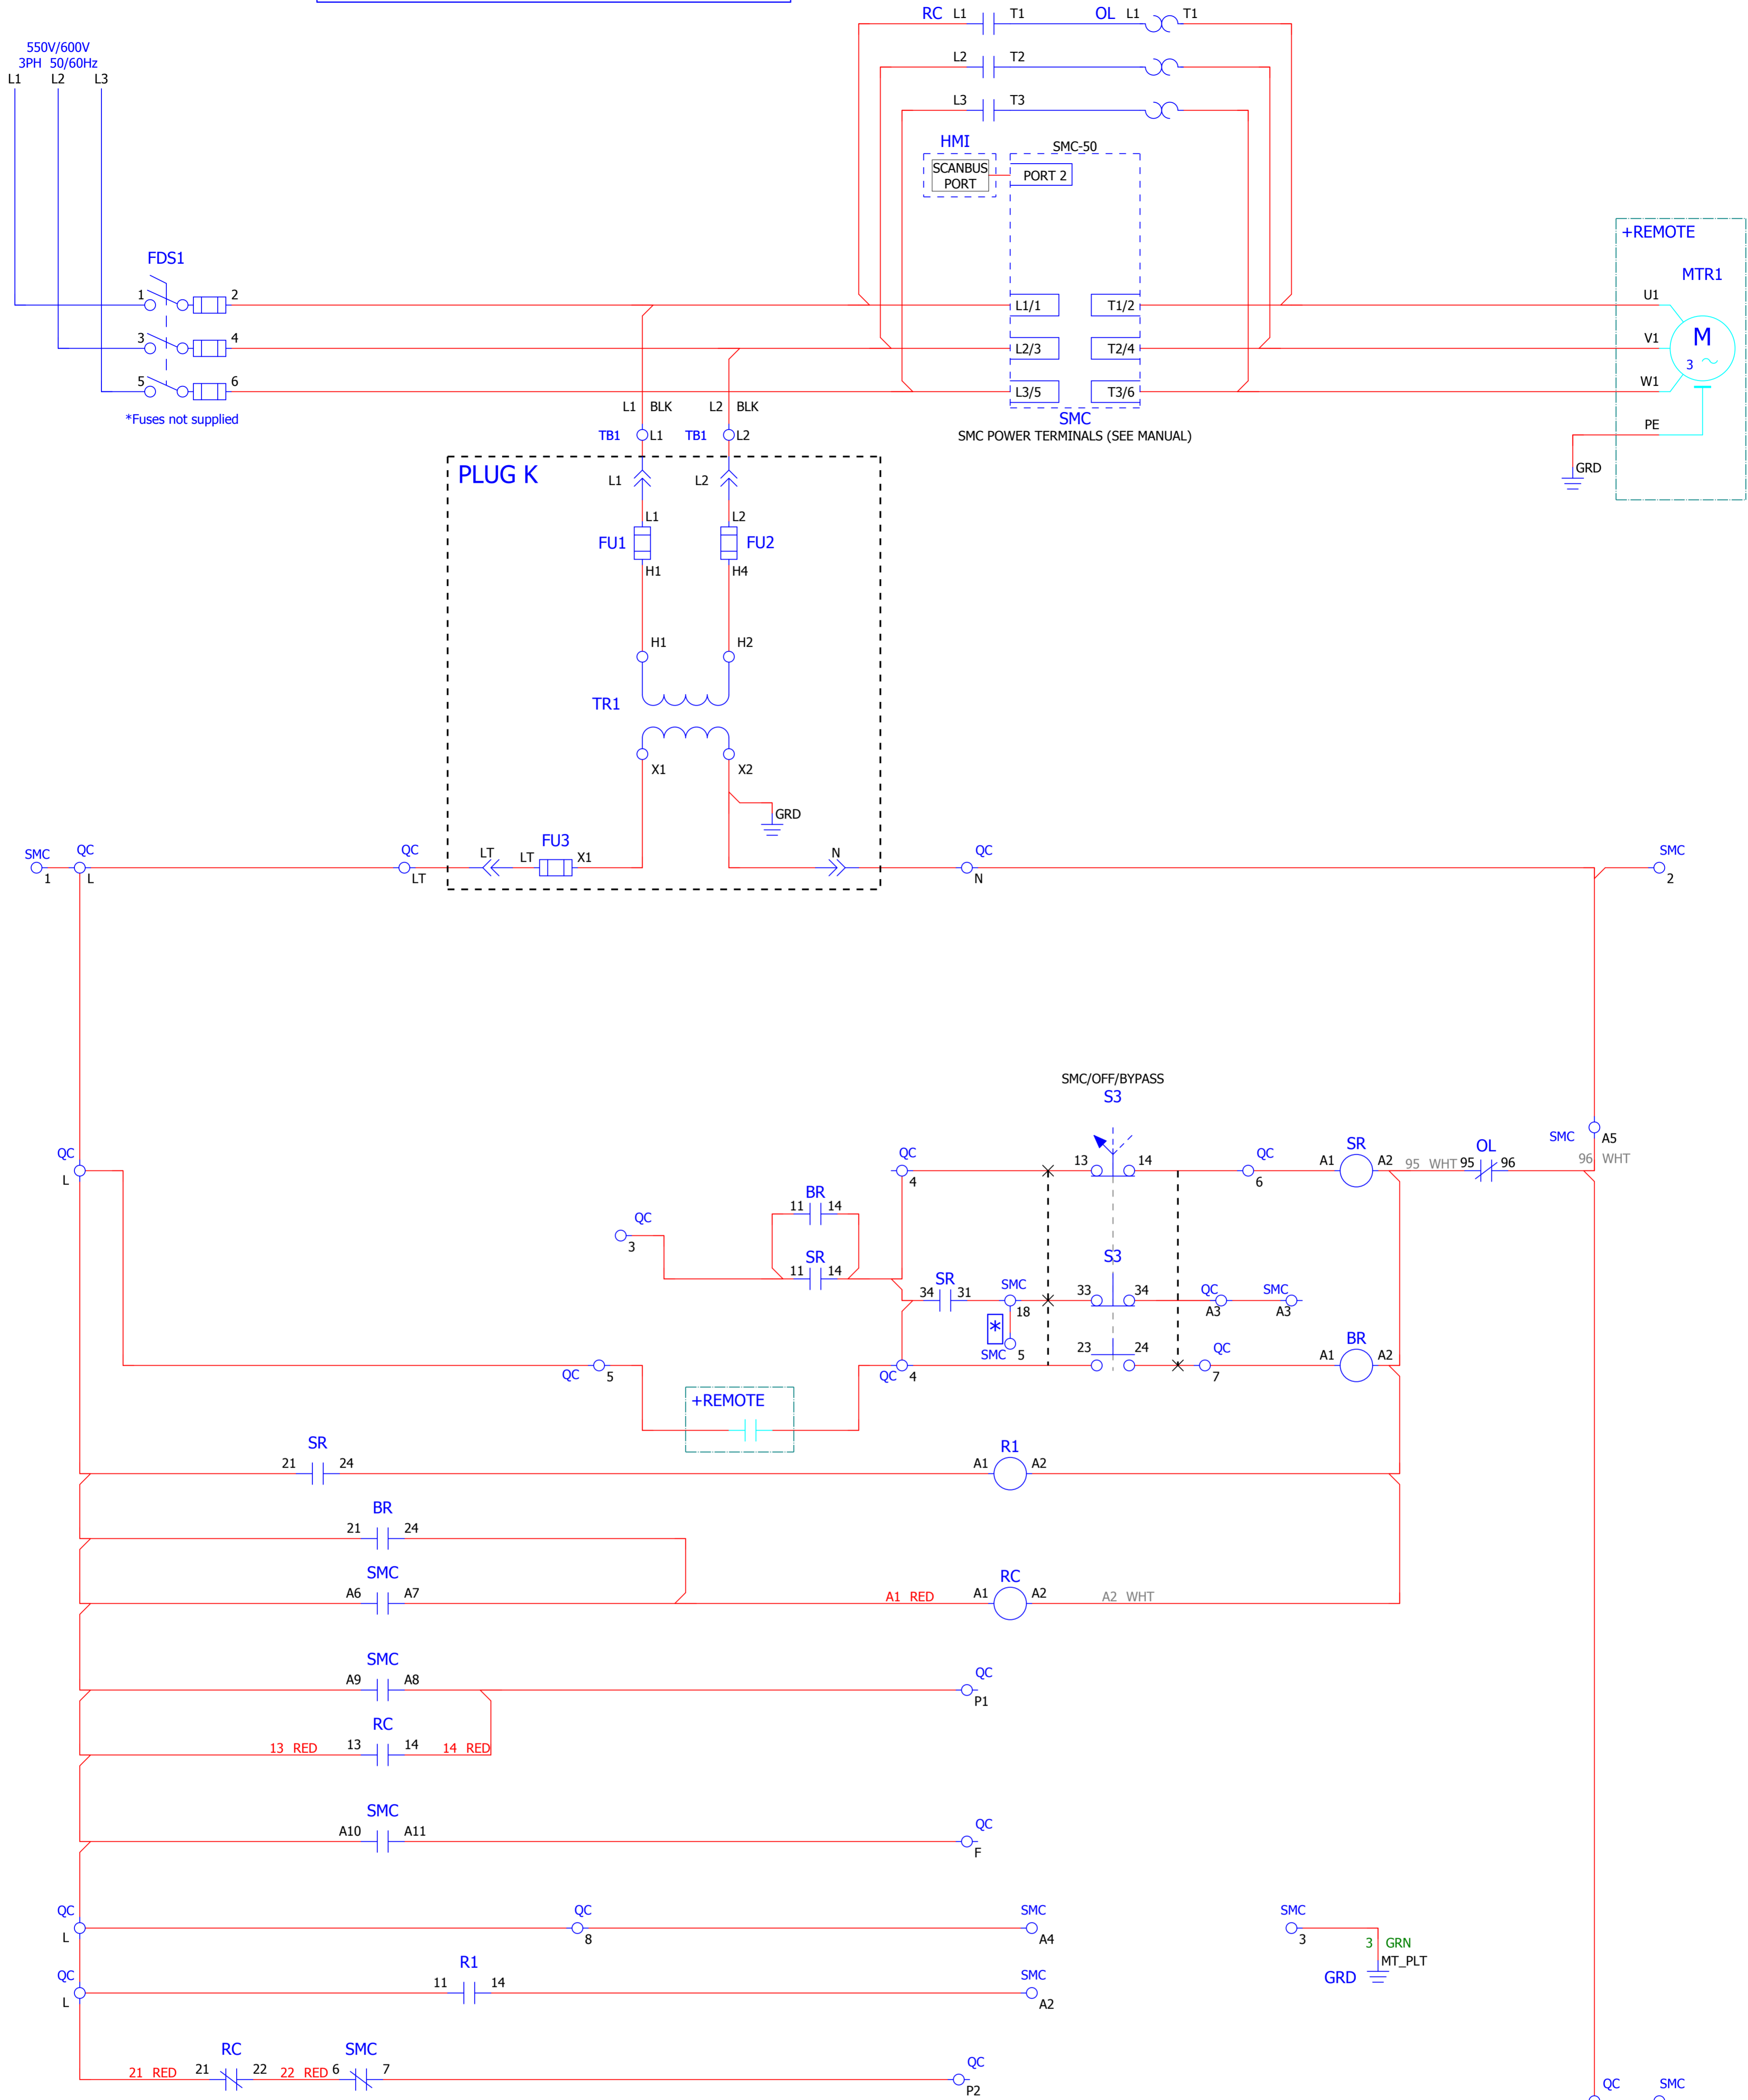 RC L1 T1 OL L1 T1
550V/600V
3PH 50/60Hz
L1 L2 L3
L2 T2
L3 T3
HMI
SMC-50
SCANBUS
PORT
PORT 2
+REMOTE
MTR1
FDS1
1 2
L1/1 T1/2
U1
3 4
L2/3 T2/4
V1
M
3
5 6
L3/5 T3/6
W1
*Fuses not supplied
L1 BLK L2 BLK
SMC
SMC POWER TERMINALS (SEE MANUAL)
PE
TB1 L1 TB1 L2
GRD
PLUG K
L1 L2
L1 L2
FU1 FU2
H1 H4
H1 H2
TR1
X1 X2
GRD
FU3
SMC QC QC LT LT X1 N QC SMC
1 L LT N 2
SMC/OFF/BYPASS
S3
SMC A5
QC QC 13 14 QC SR OL
A1 A2 95 WHT 95 96 96 WHT
L 4 6
BR
11 14
QC
3
SR
11 14
S3
SR
34 31 SMC 33 34 QC SMC
18 A3 A3
*
SMC 5
23 24 QC BR
A1 A2
QC 5 QC 4 7
+REMOTE
SR
21 24
R1
A1 A2
BR
21 24
SMC
A6 A7
RC
A1 RED A1 A2 A2 WHT
SMC
A9 A8
QC
P1
RC
13 RED 13 14 14 RED
SMC
A10 A11
QC
F
QC QC SMC SMC
L 8 A4 3
3 GRN
MT_PLT
GRD
QC R1 SMC
11 14
L A2
RC SMC
21 RED 21 22 22 RED 6 7
QC
P2
QC SMC